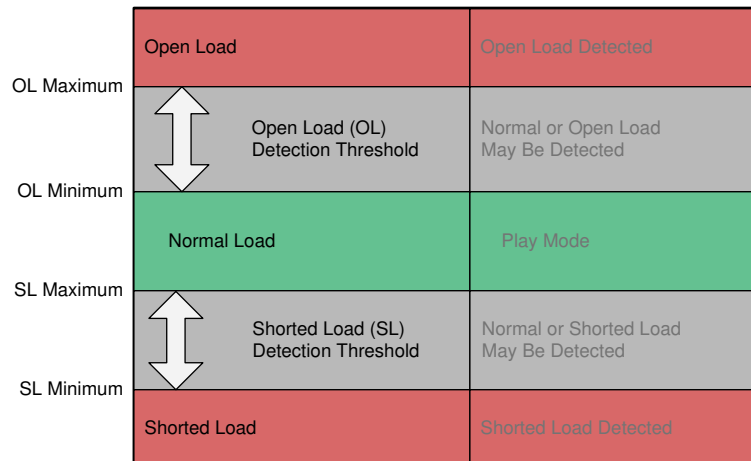 Open Load
Open Load Detected
OL Maximum
Open Load (OL)
Detection Threshold
Normal or Open Load
May Be Detected
OL Minimum
Normal Load
Play Mode
SL Maximum
Shorted Load (SL)
Detection Threshold
Normal or Shorted Load
May Be Detected
SL Minimum
Shorted Load
Shorted Load Detected